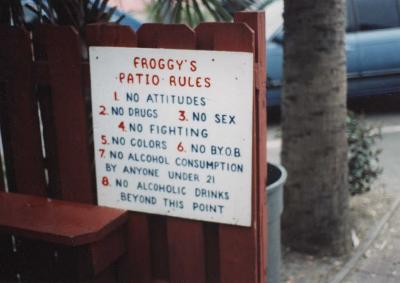 FROGGY'S
PATIO RULES
1. NO ATTITUDES
2. NO DRUGS 3. NO SEX
4. NO FIGHTING
5. NO COLORS 6. NO B.Y.O.B.
7. NO ALCOHOL CONSUMPTION
BY ANYONE UNDER 21
8. NO ALCOHOLIC DRINKS
BEYOND THIS POINT